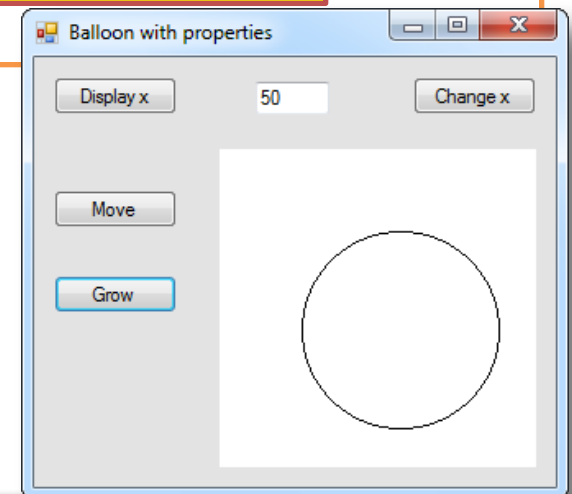 Balloon with properties
Display x
50
Change x
Move
Grow